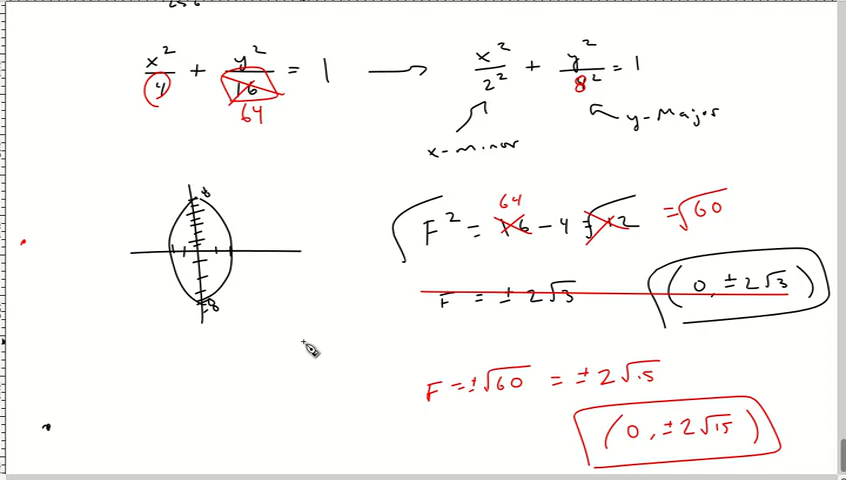 x²/4 + y²/16 = 1 → x²/2² + y²/8² = 1
64
x-minor
y-Major
8
-8
64
√F² = 16 - 4 = √12 = √60
F = ± 2√3
(0, ± 2√3)
F = ±√60 = ± 2√15
(0, ± 2√15)